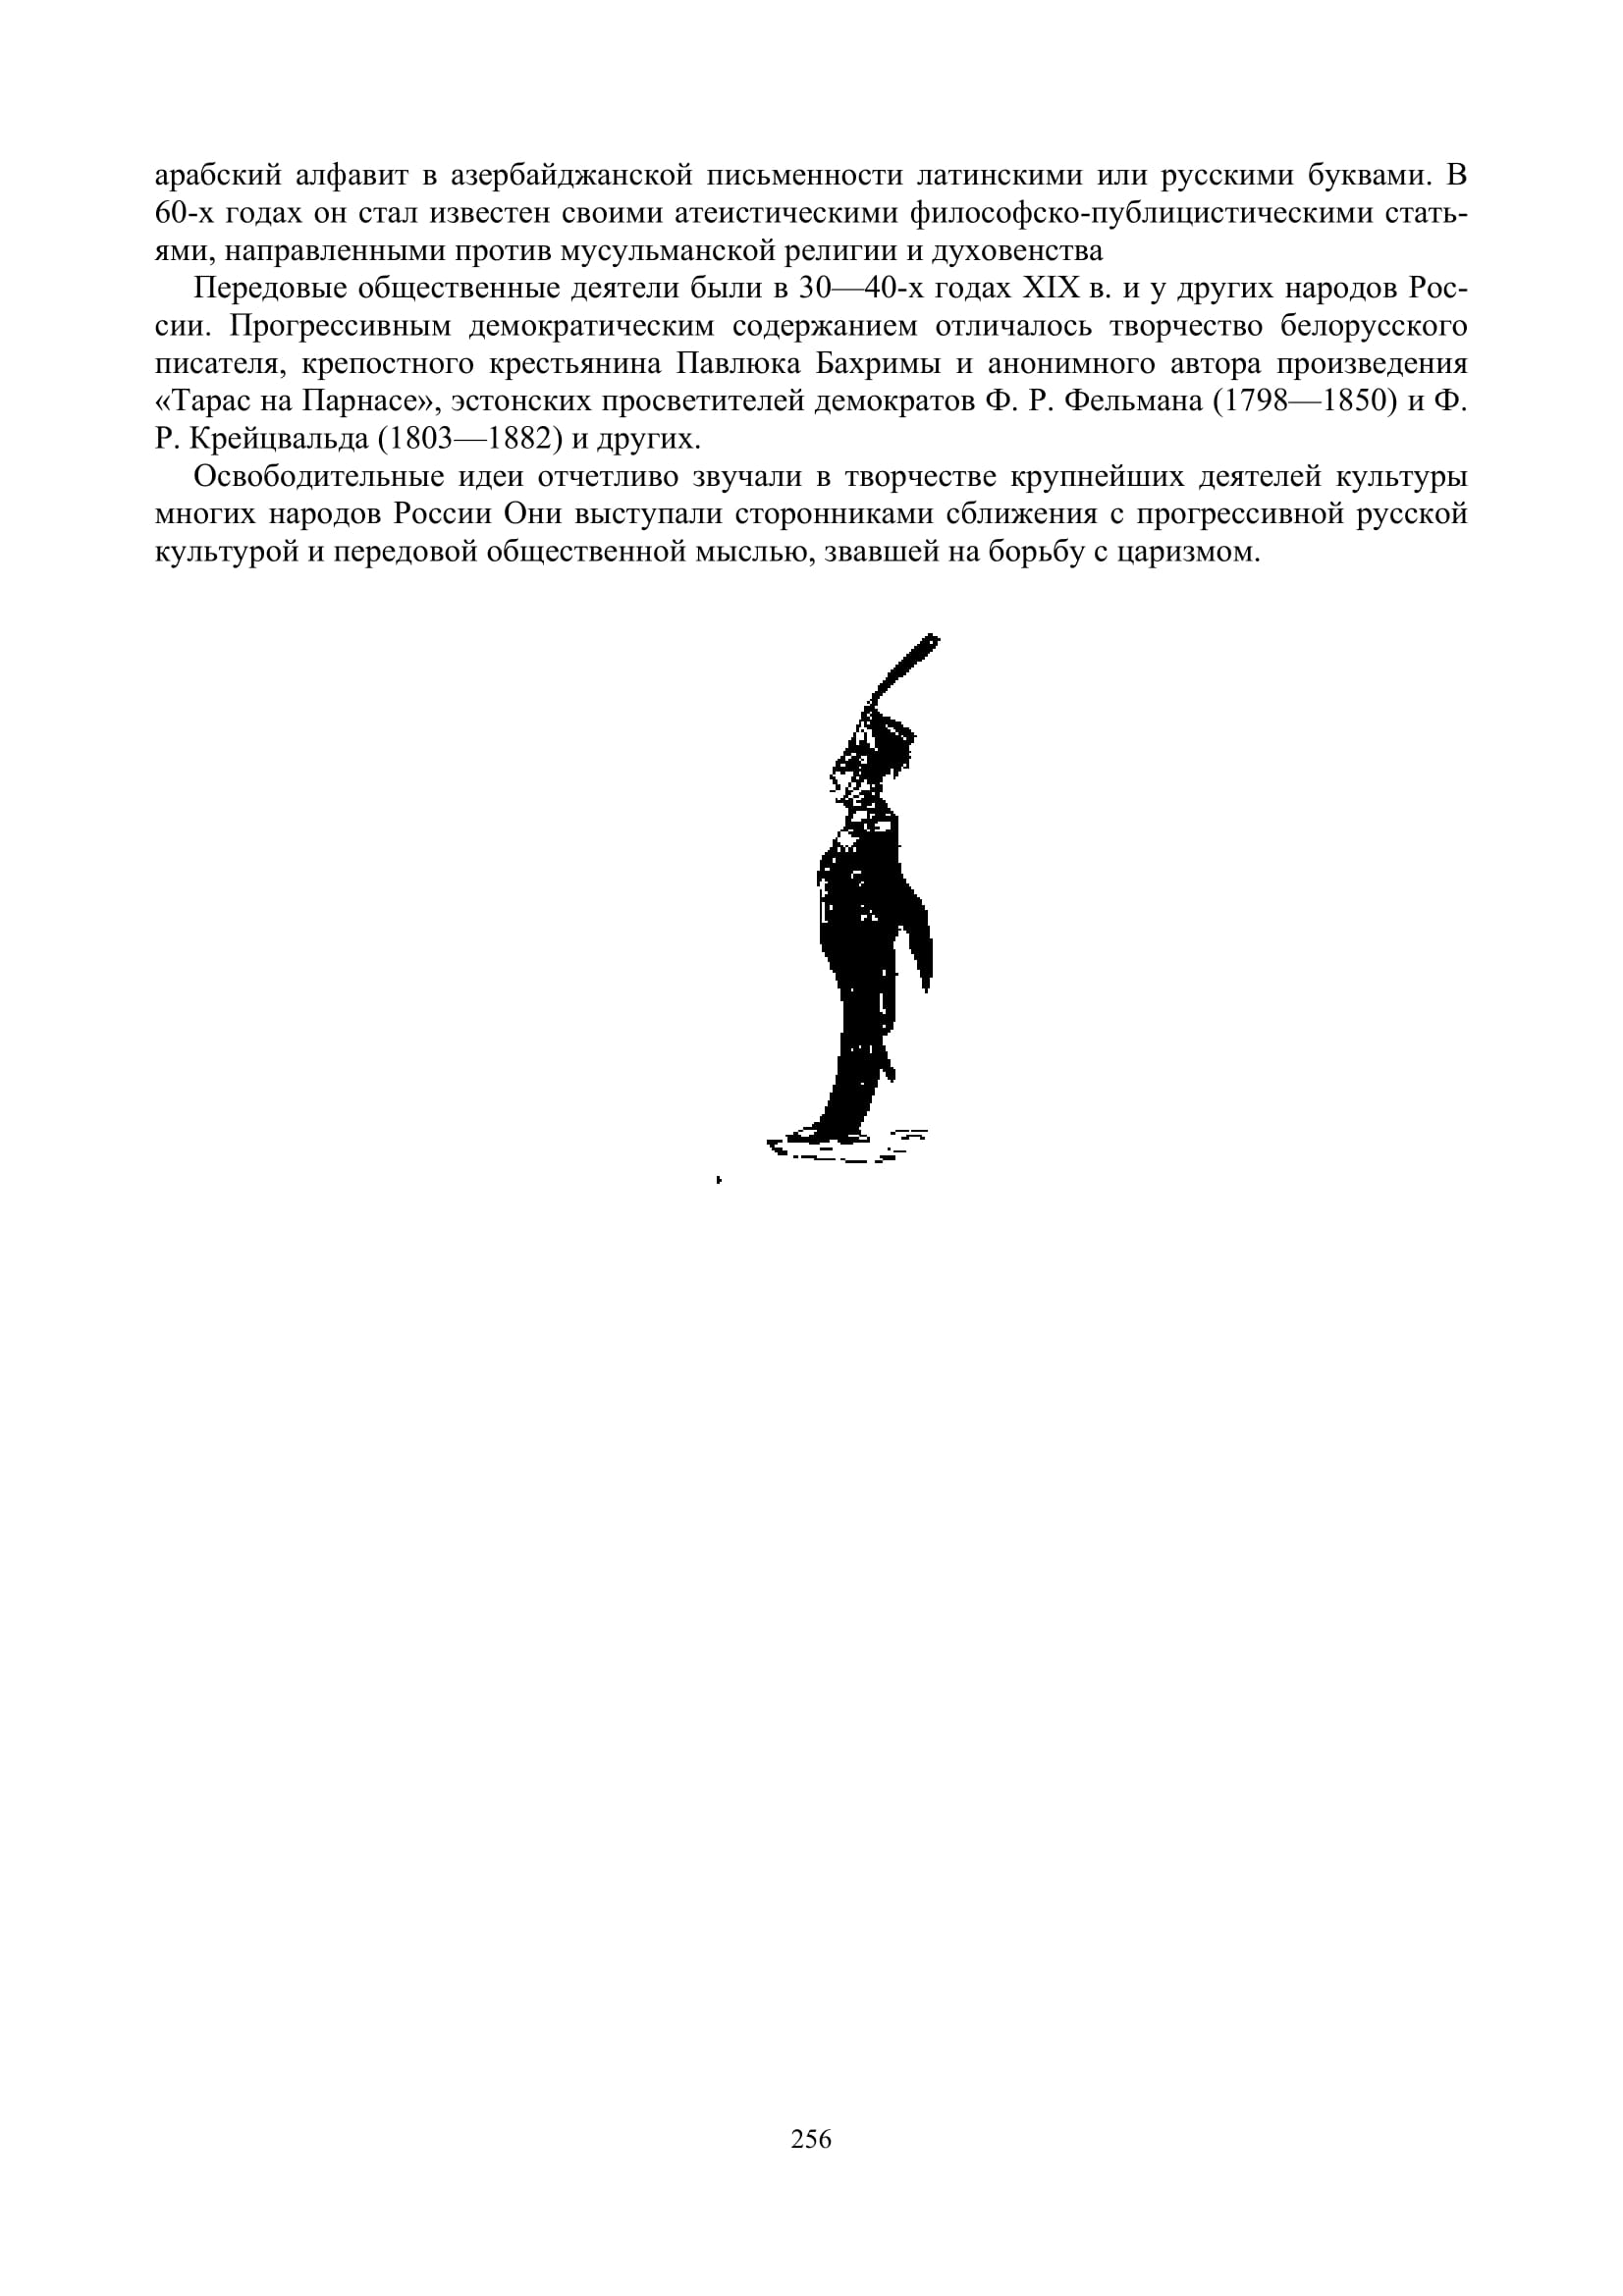 арабский алфавит в азербайджанской письменности латинскими или русскими буквами. В
60-х годах он стал известен своими атеистическими философско-публицистическими стать-
ями, направленными против мусульманской религии и духовенства
Передовые общественные деятели были в 30—40-х годах XIX в. и у других народов Рос-
сии. Прогрессивным демократическим содержанием отличалось творчество белорусского
писателя, крепостного крестьянина Павлюка Бахримы и анонимного автора произведения
«Тарас на Парнасе», эстонских просветителей демократов Ф. Р. Фельмана (1798—1850) и Ф.
Р. Крейцвальда (1803—1882) и других.
Освободительные идеи отчетливо звучали в творчестве крупнейших деятелей культуры
многих народов России Они выступали сторонниками сближения с прогрессивной русской
культурой и передовой общественной мыслью, звавшей на борьбу с царизмом.
256